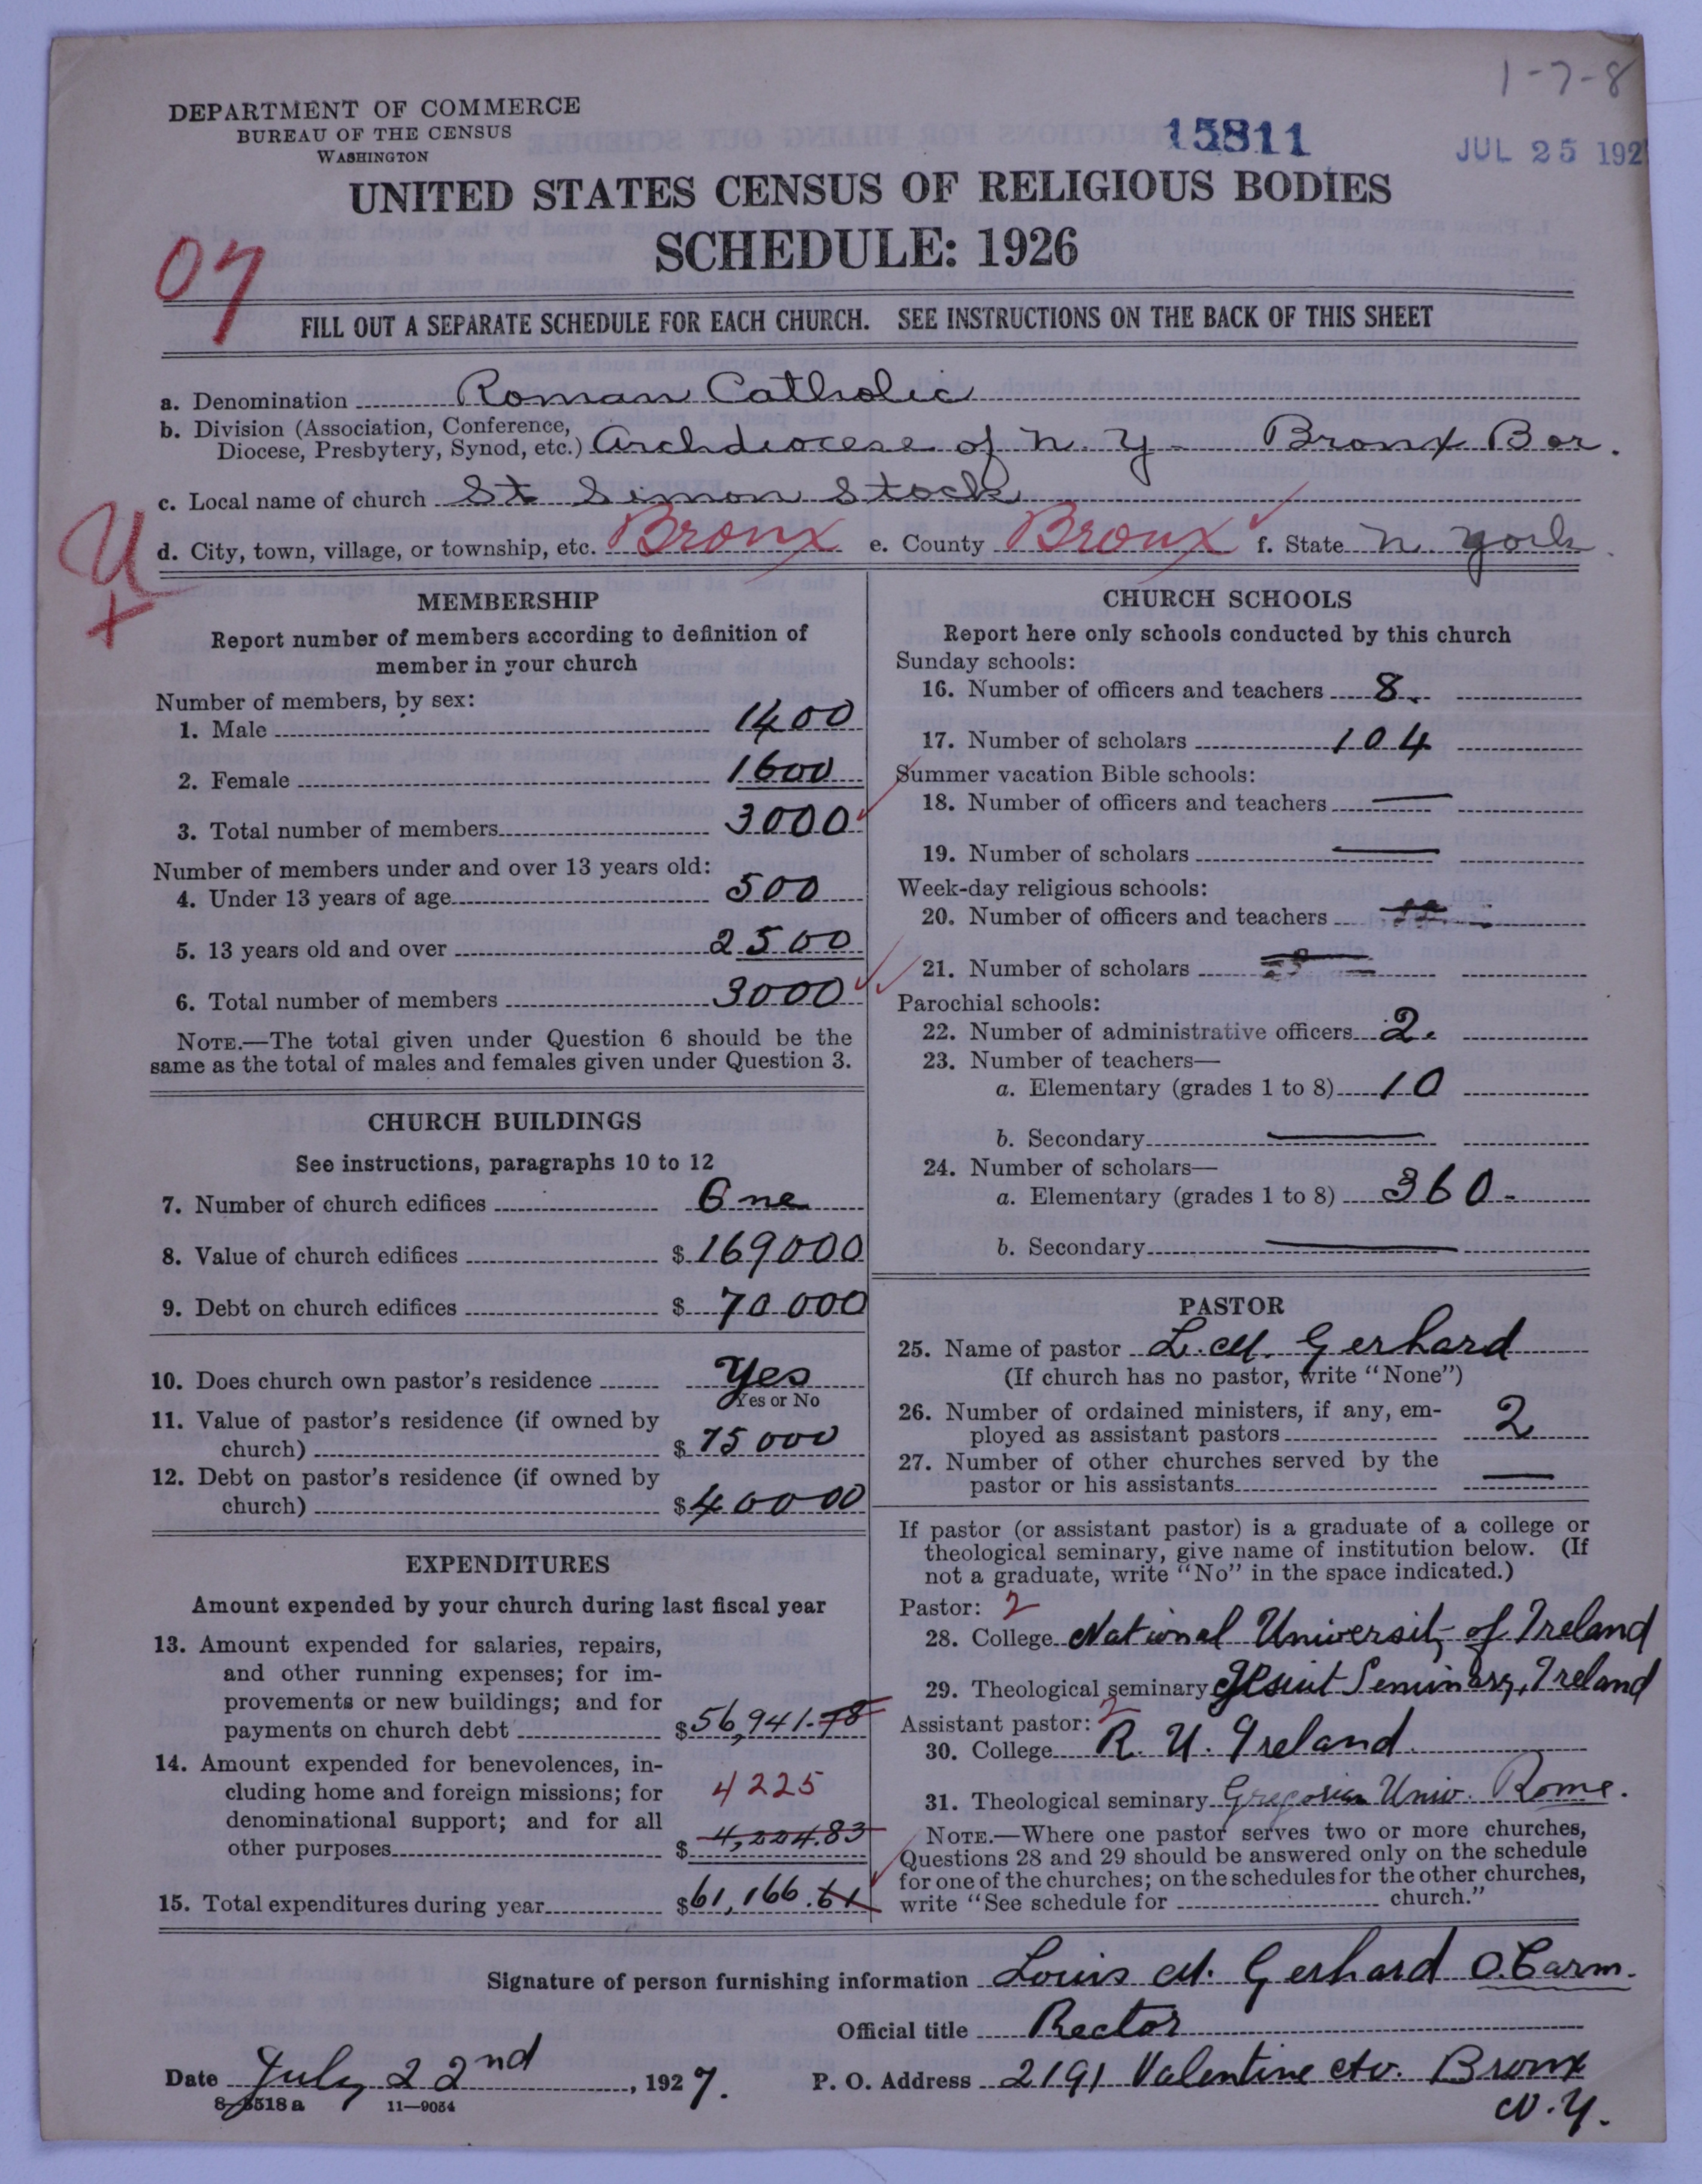 1-7-8
DEPARTMENT OF COMMERCE
BUREAU OF THE CENSUS
WASHINGTON
15811
JUL 25 192
UNITED STATES CENSUS OF RELIGIOUS BODIES
SCHEDULE: 1926
07
FILL OUT A SEPARATE SCHEDULE FOR EACH CHURCH. SEE INSTRUCTIONS ON THE BACK OF THIS SHEET
a. Denomination Roman Catholic
b. Division (Association, Conference,
Diocese, Presbytery, Synod, etc.) Archdiocese of N. Y - Bronx Bor.
c. Local name of church St Simon Stock
U
d. City, town, village, or township, etc. Bronx e. County Bronx f. State N. York.
MEMBERSHIP
Report number of members according to definition of
member in your church
Number of members, by sex:
1. Male 1400
2. Female 1600
3. Total number of members 3000
Number of members under and over 13 years old:
4. Under 13 years of age 500
5. 13 years old and over 2500
6. Total number of members 3000
NOTE.—The total given under Question 6 should be the
same as the total of males and females given under Question 3.
CHURCH BUILDINGS
See instructions, paragraphs 10 to 12
7. Number of church edifices One
8. Value of church edifices $169000
9. Debt on church edifices $70000
10. Does church own pastor's residence Yes
Yes or No
11. Value of pastor's residence (if owned by
church) $75000
12. Debt on pastor's residence (if owned by
church) $40000
EXPENDITURES
Amount expended by your church during last fiscal year
13. Amount expended for salaries, repairs,
and other running expenses; for im-
provements or new buildings; and for
payments on church debt $56,941.78
14. Amount expended for benevolences, in-
cluding home and foreign missions; for 4225
denominational support; and for all
other purposes $4,224.83
15. Total expenditures during year $61,166.61
CHURCH SCHOOLS
Report here only schools conducted by this church
Sunday schools:
16. Number of officers and teachers 8.
17. Number of scholars 104
Summer vacation Bible schools:
18. Number of officers and teachers —
19. Number of scholars —
Week-day religious schools:
20. Number of officers and teachers
21. Number of scholars
Parochial schools:
22. Number of administrative officers 2.
23. Number of teachers—
a. Elementary (grades 1 to 8) 10
b. Secondary —
24. Number of scholars—
a. Elementary (grades 1 to 8) 360-
b. Secondary —
PASTOR
25. Name of pastor L. M. Gerhard
(If church has no pastor, write "None")
26. Number of ordained ministers, if any, em-
ployed as assistant pastors 2
27. Number of other churches served by the
pastor or his assistants —
If pastor (or assistant pastor) is a graduate of a college or
theological seminary, give name of institution below. (If
not a graduate, write "No" in the space indicated.)
Pastor: 2
28. College National University of Ireland
29. Theological seminary Jesuit Seminary, Ireland
Assistant pastor: 2
30. College R. U. Ireland
31. Theological seminary Gregorian Univ. Rome.
NOTE.—Where one pastor serves two or more churches,
Questions 28 and 29 should be answered only on the schedule
for one of the churches; on the schedules for the other churches,
write "See schedule for church."
Signature of person furnishing information Louis M. Gerhard O.Carm.
Official title Rector
Date July 22nd, 1927. P. O. Address 2191 Valentine Av. Bronx
N.Y.
8-5518a 11—9054